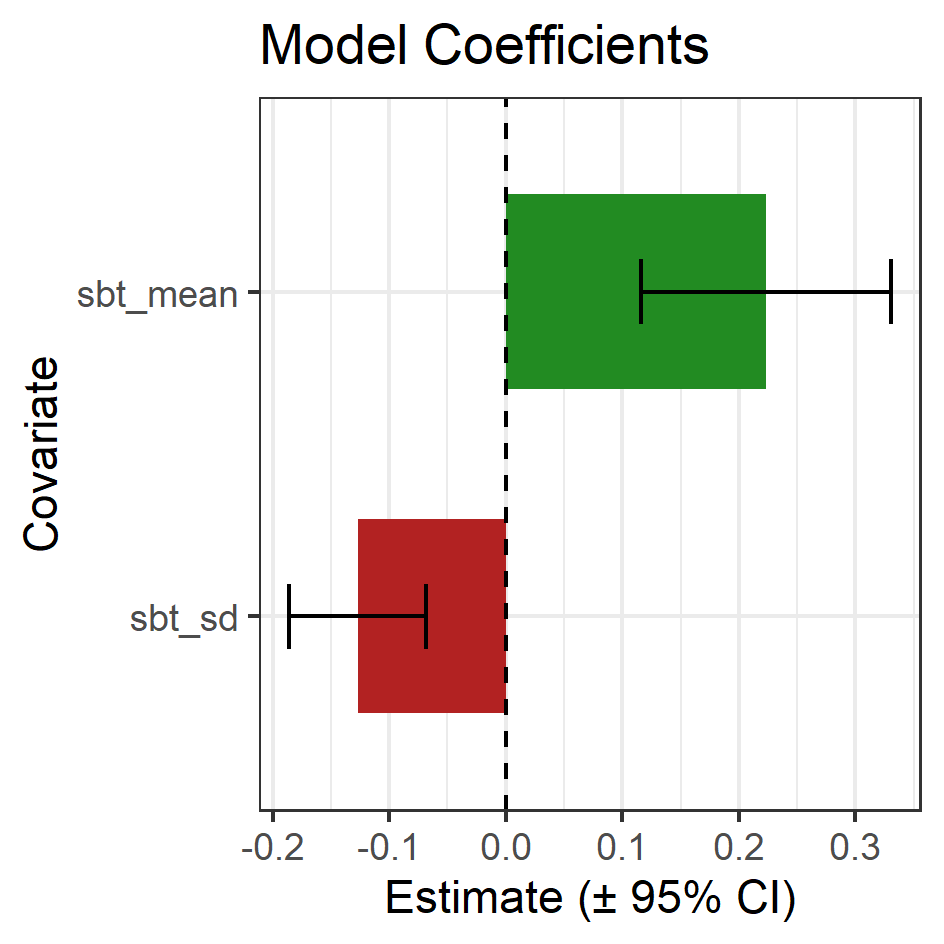 Model Coefficients
Covariate
sbt_mean
sbt_sd
-0.2 -0.1 0.0 0.1 0.2 0.3
Estimate (± 95% CI)